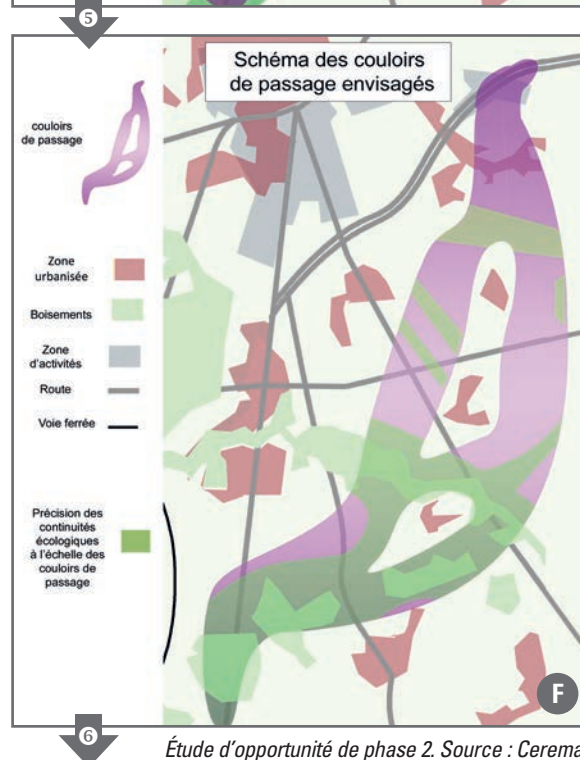 5
Schéma des couloirs
de passage envisagés
couloirs
de passage
Zone
urbanisée
Boisements
Zone
d'activités
Route
Voie ferrée
Précision des
continuités
écologiques
à l'échelle des
couloirs de
passage
F
6
Étude d'opportunité de phase 2. Source : Cerema